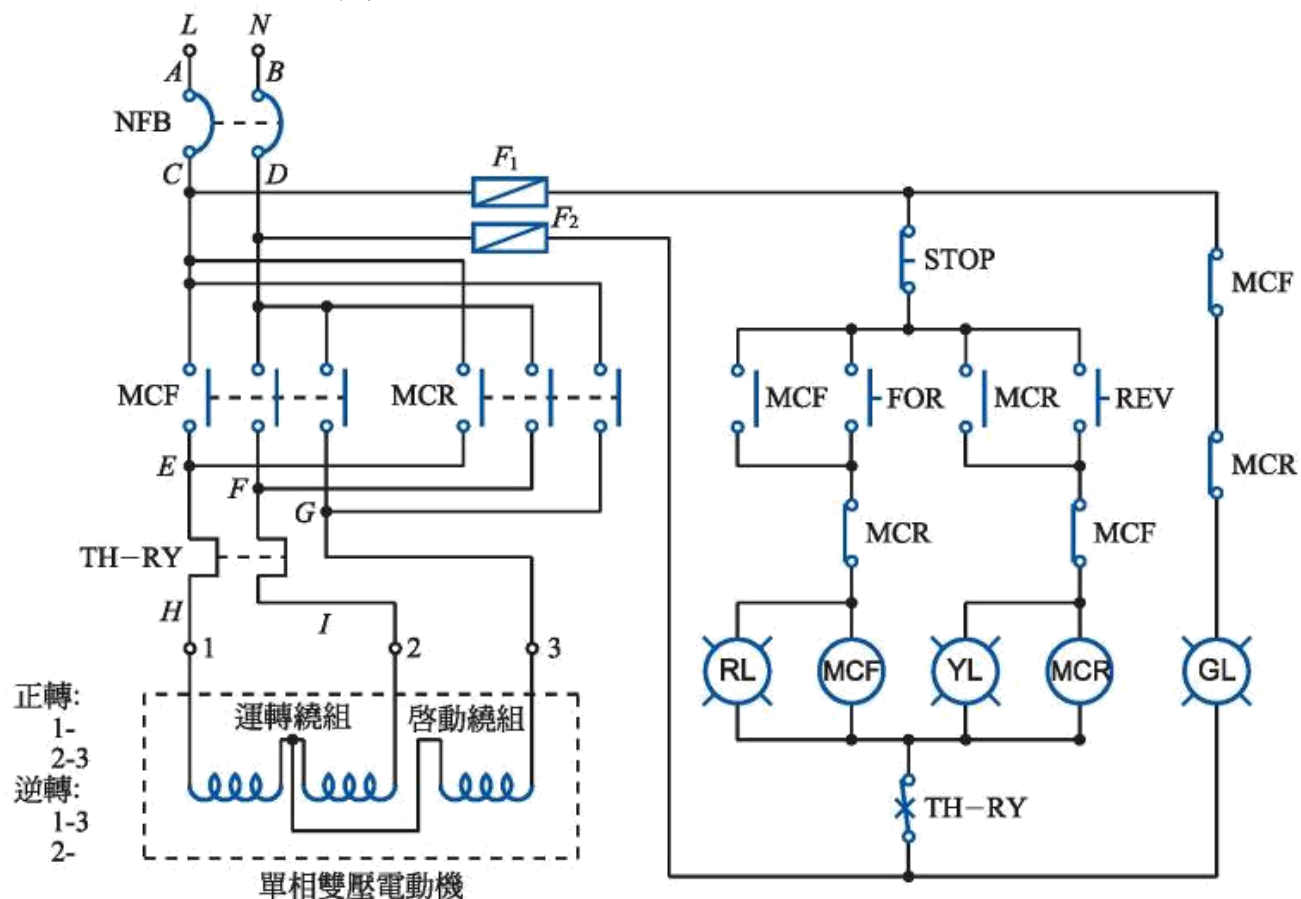 L N
A B
NFB
C D
F1
F2
STOP
MCF
MCF MCR
MCF FOR MCR REV
E
F
G
MCR
MCR MCF
TH-RY
H I
1 2 3
RL MCF YL MCR GL
正轉:
1-
2-3
逆轉:
1-3
2-
運轉繞組 啓動繞組
TH-RY
單相雙壓電動機